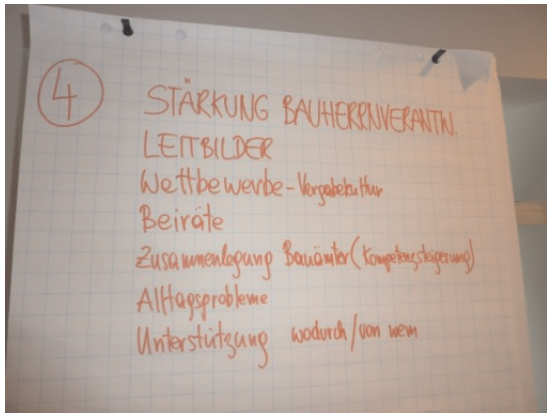 4
STÄRKUNG BAUHERRNVERANTW.
LEITBILDER
Wettbewerbe-Vergabekultur
Beiräte
Zusammenlegung Bauämter (Kompetenzsteigerung)
Alltagsprobleme
Unterstützung wodurch/von wem